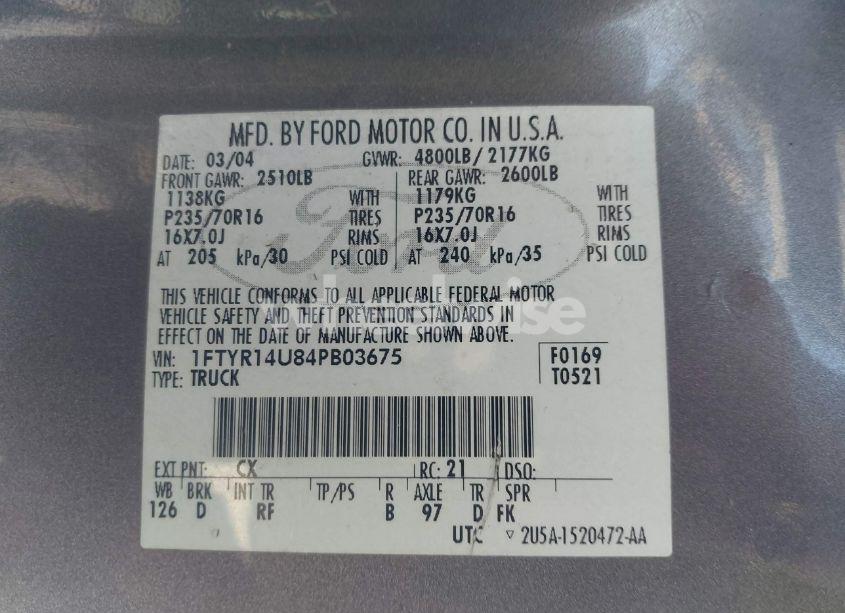 MFD. BY FORD MOTOR CO. IN U.S.A.
DATE: 03/04 GVWR: 4800LB/ 2177KG
FRONT GAWR: 2510LB REAR GAWR: 2600LB
1138KG WITH 1179KG WITH
P235/70R16 TIRES P235/70R16 TIRES
16X7.0J RIMS 16X7.0J RIMS
AT 205 kPa/30 PSI COLD AT 240 kPa/35 PSI COLD
Ford
THIS VEHICLE CONFORMS TO ALL APPLICABLE FEDERAL MOTOR
VEHICLE SAFETY AND THEFT PREVENTION STANDARDS IN
EFFECT ON THE DATE OF MANUFACTURE SHOWN ABOVE.
VIN: 1FTYR14U84PB03675 F0169
TYPE: TRUCK T0521
EXT PNT: CX RC: 21 DSO:
WB BRK INT TR TP/PS R AXLE TR SPR
126 D RF B 97 D FK
UTC ▽ 2U5A-1520472-AA